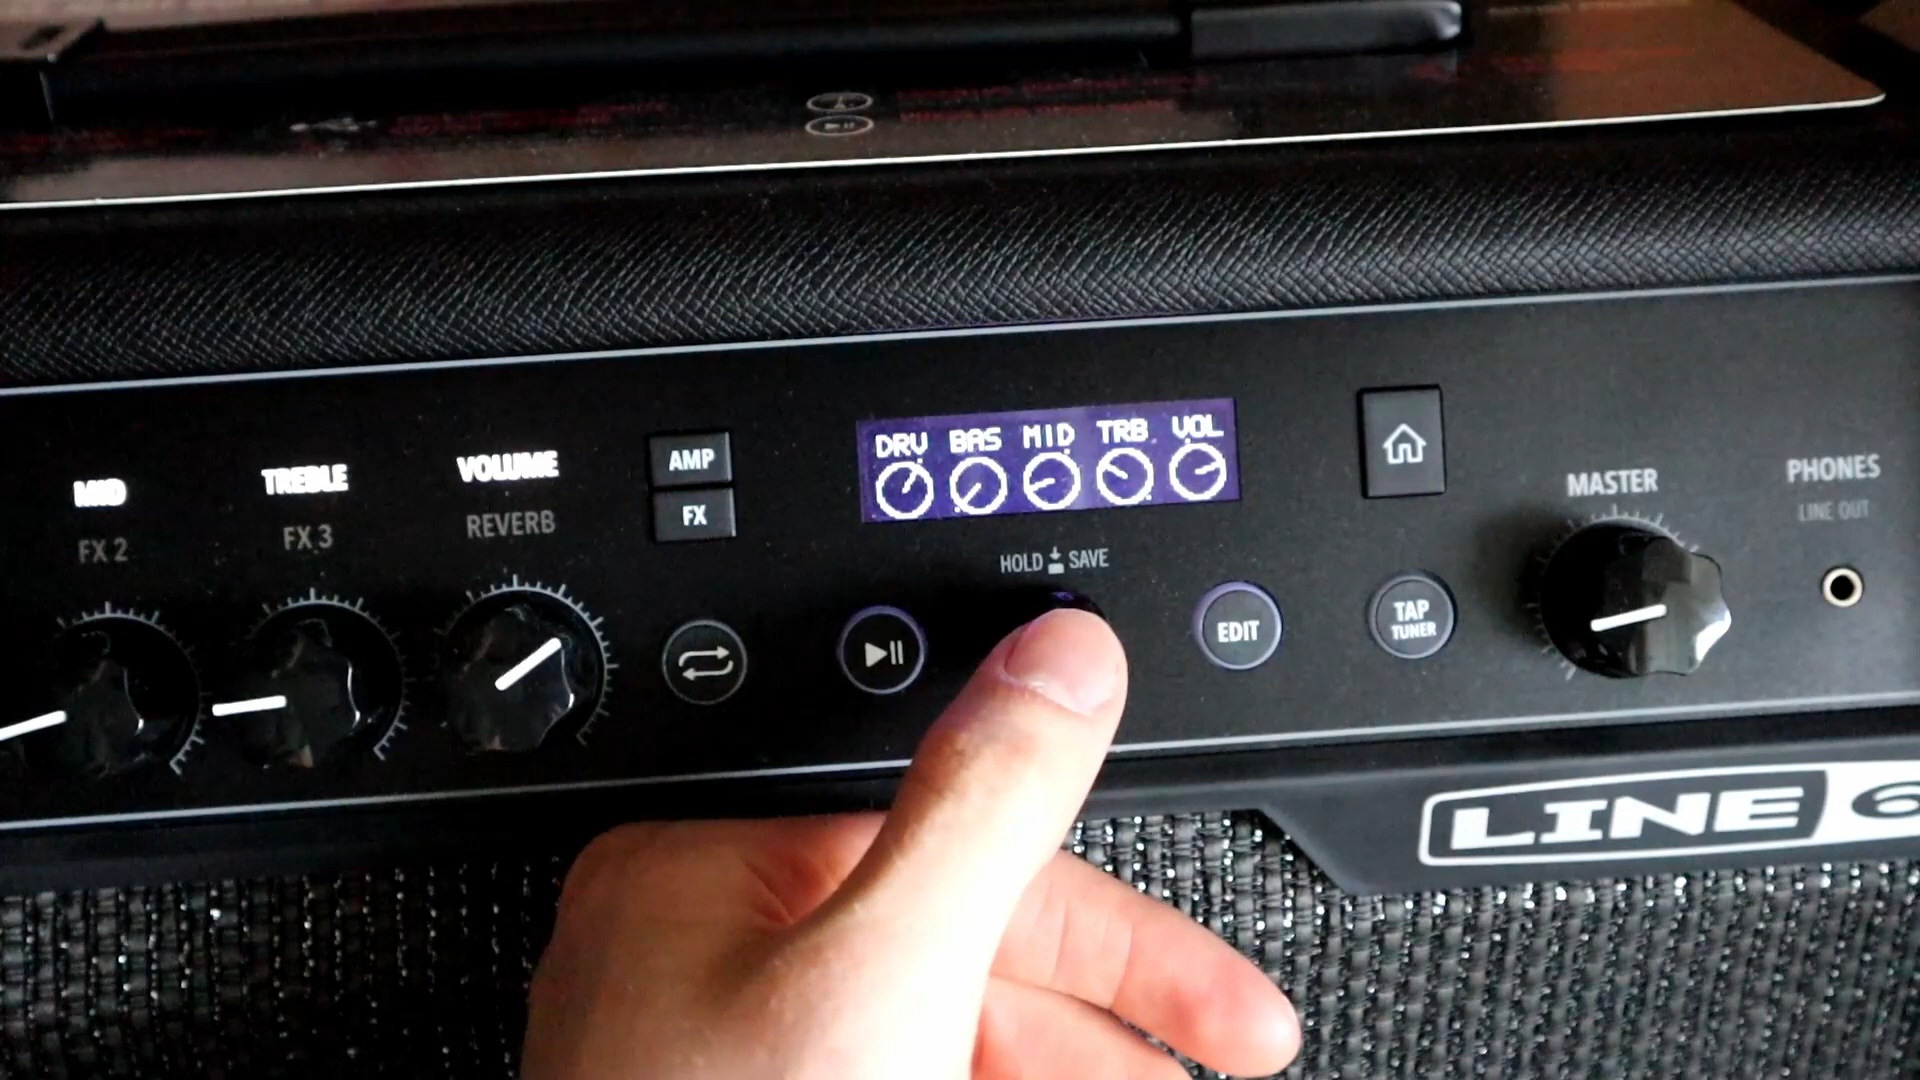 MID
FX 2
TREBLE
FX 3
VOLUME
REVERB
AMP
FX
DRV BAS MID TRB VOL
HOLD SAVE
EDIT
TAP
TUNER
MASTER
PHONES
LINE OUT
LINE 6